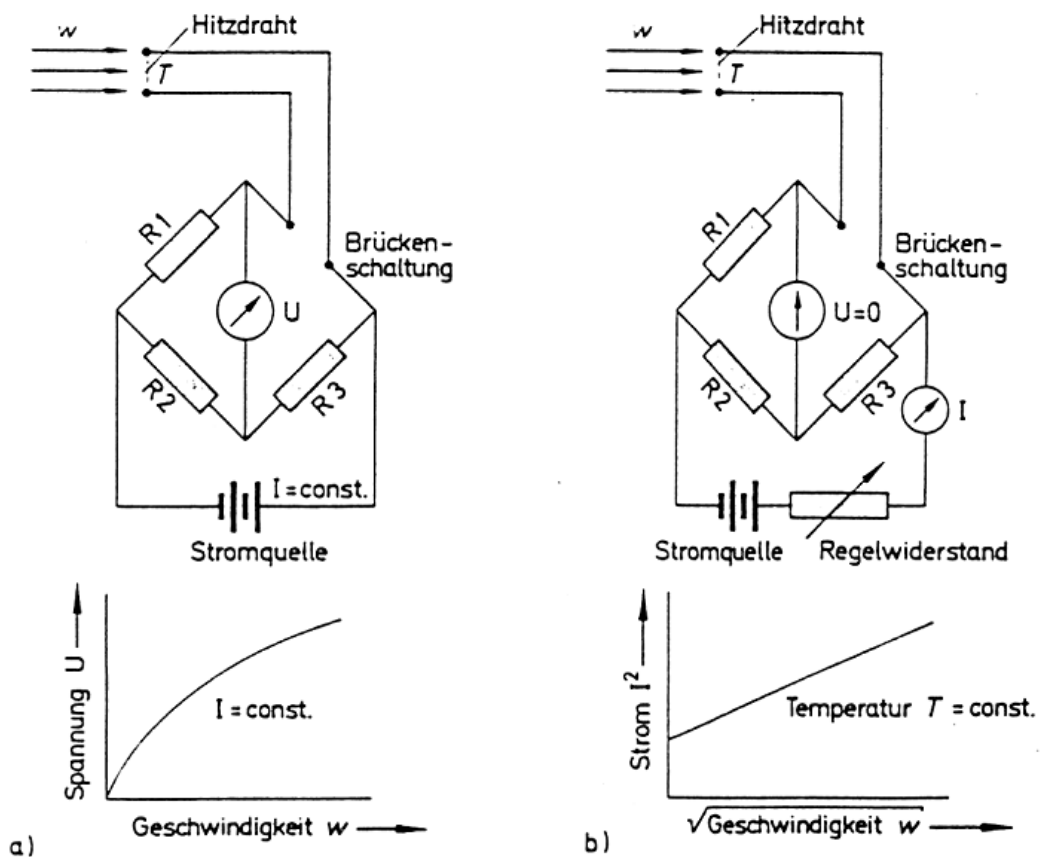 w
Hitzdraht
T
R1
Brücken-
schaltung
U
R2
R3
I = const.
Stromquelle
Spannung U
I = const.
Geschwindigkeit w
a)
w
Hitzdraht
T
R1
Brücken-
schaltung
U=0
R2
R3
I
Stromquelle
Regelwiderstand
Strom I²
Temperatur T = const.
√Geschwindigkeit w
b)